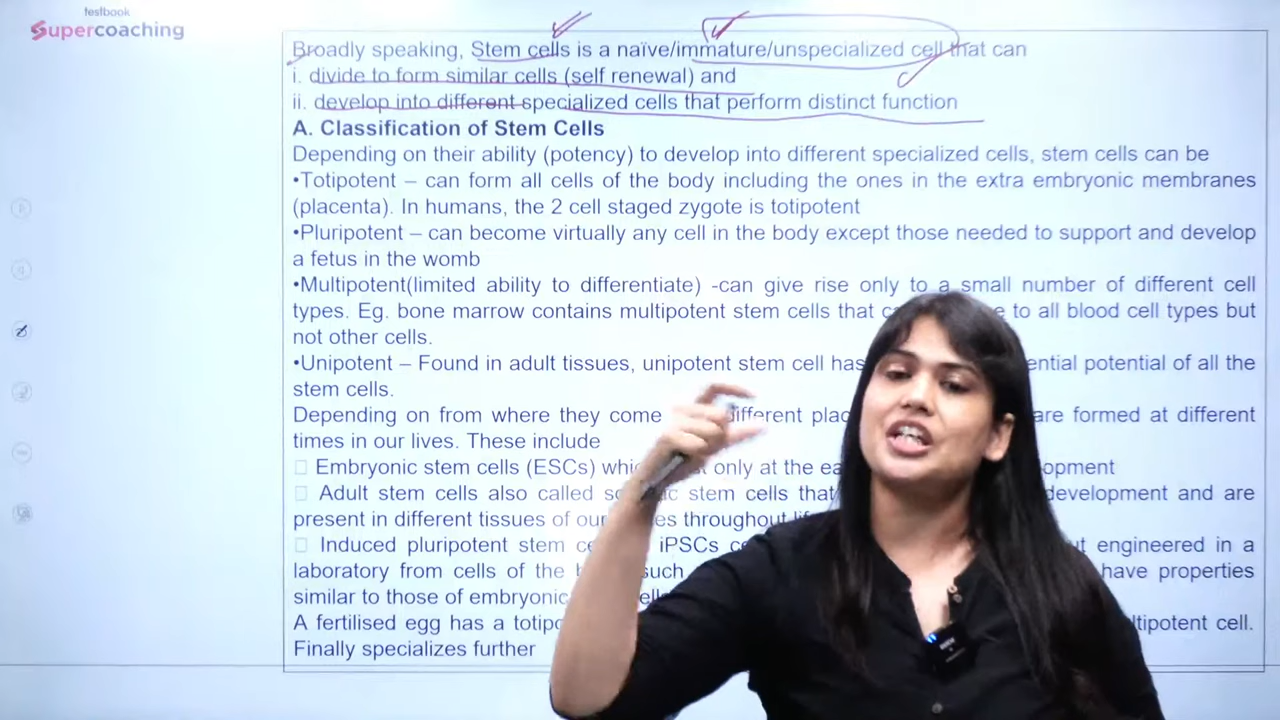 testbook
Supercoaching
Broadly speaking, Stem cells is a naïve/immature/unspecialized cell that can
i. divide to form similar cells (self renewal) and
ii. develop into different specialized cells that perform distinct function
A. Classification of Stem Cells
Depending on their ability (potency) to develop into different specialized cells, stem cells can be
•Totipotent – can form all cells of the body including the ones in the extra embryonic membranes
(placenta). In humans, the 2 cell staged zygote is totipotent
•Pluripotent – can become virtually any cell in the body except those needed to support and develop
a fetus in the womb
•Multipotent(limited ability to differentiate) -can give rise only to a small number of different cell
types. Eg. bone marrow contains multipotent stem cells that to all blood cell types but
not other cells.
•Unipotent – Found in adult tissues, unipotent stem cell has potential of all the
stem cells.
Depending on from where they come different are formed at different
times in our lives. These include
Embryonic stem cells (ESCs) only at the
Adult stem cells also called stem cells that development and are
present in different tissues of throughout
Induced pluripotent stem iPSCs engineered in a
laboratory from cells of the such have properties
similar to those of embryonic
A fertilised egg has a cell.
Finally specializes further